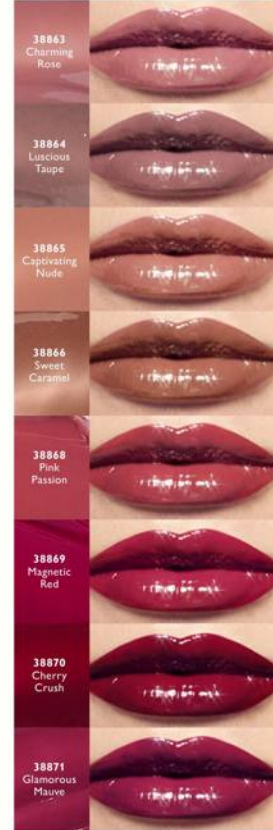 38863
Charming
Rose
38864
Luscious
Taupe
38865
Captivating
Nude
38866
Sweet
Caramel
38868
Pink
Passion
38869
Magnetic
Red
38870
Cherry
Crush
38871
Glamorous
Mauve